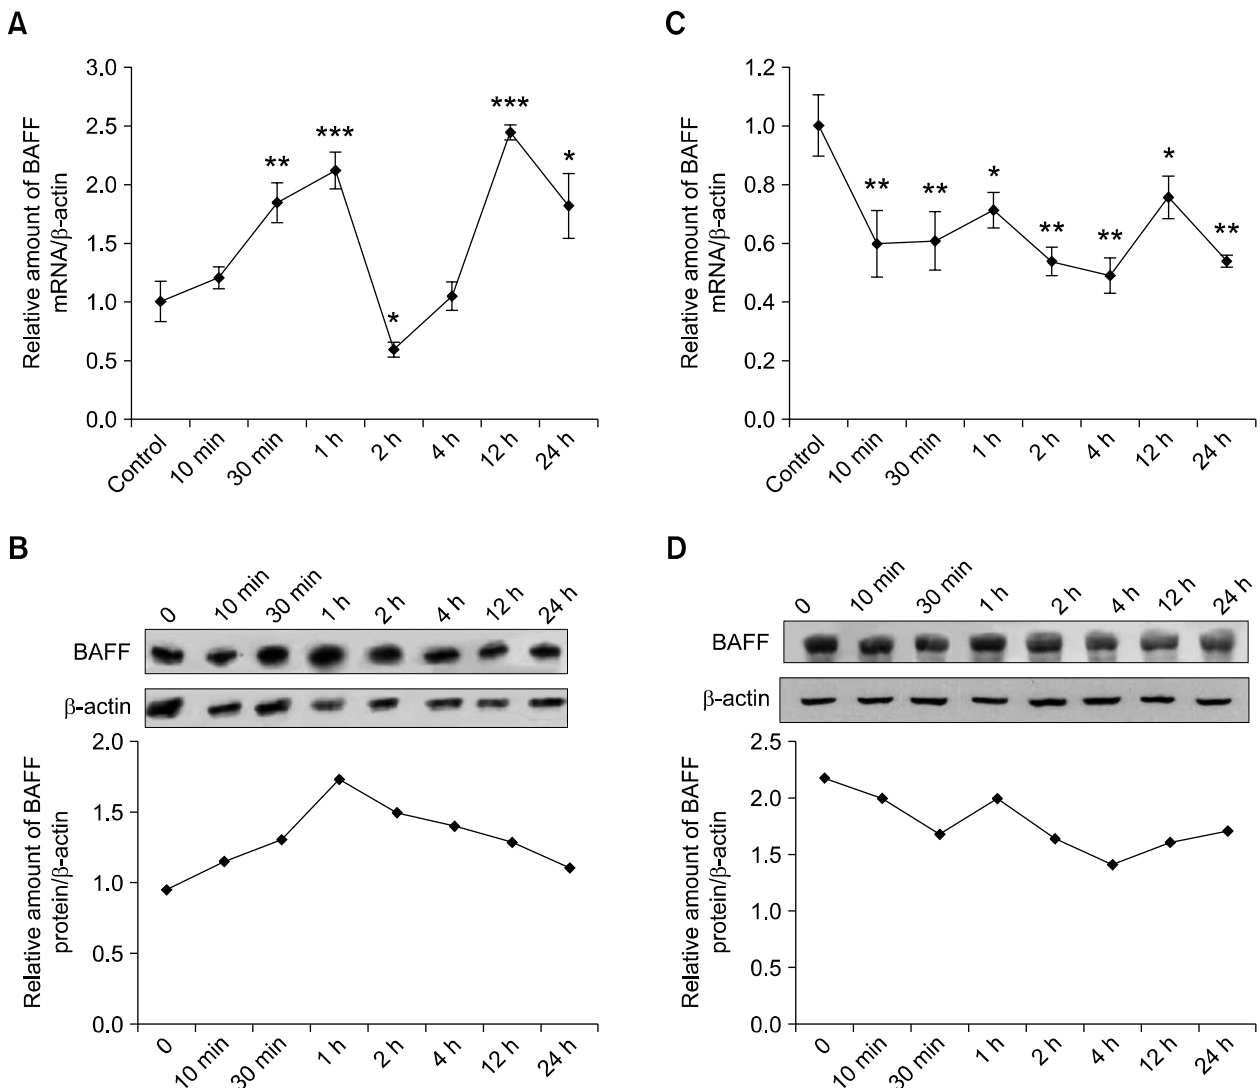 A
Relative amount of BAFF
mRNA/β-actin
3.0
2.5
2.0
1.5
1.0
0.5
0.0
**
***
*
***
*
Control
10 min
30 min
1 h
2 h
4 h
12 h
24 h
C
Relative amount of BAFF
mRNA/β-actin
1.2
1.0
0.8
0.6
0.4
0.2
0.0
**
**
*
**
**
*
**
Control
10 min
30 min
1 h
2 h
4 h
12 h
24 h
B
0
10 min
30 min
1 h
2 h
4 h
12 h
24 h
BAFF
β-actin
Relative amount of BAFF
protein/β-actin
2.0
1.5
1.0
0.5
0.0
0
10 min
30 min
1 h
2 h
4 h
12 h
24 h
D
0
10 min
30 min
1 h
2 h
4 h
12 h
24 h
BAFF
β-actin
Relative amount of BAFF
protein/β-actin
2.5
2.0
1.5
1.0
0.5
0.0
0
10 min
30 min
1 h
2 h
4 h
12 h
24 h